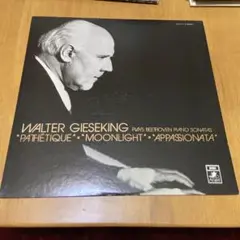 WALTER GIESEKING PLAYS BEETHOVEN PIANO SONATAS
"PATHÉTIQUE" • "MOONLIGHT" • "APPASSIONATA"